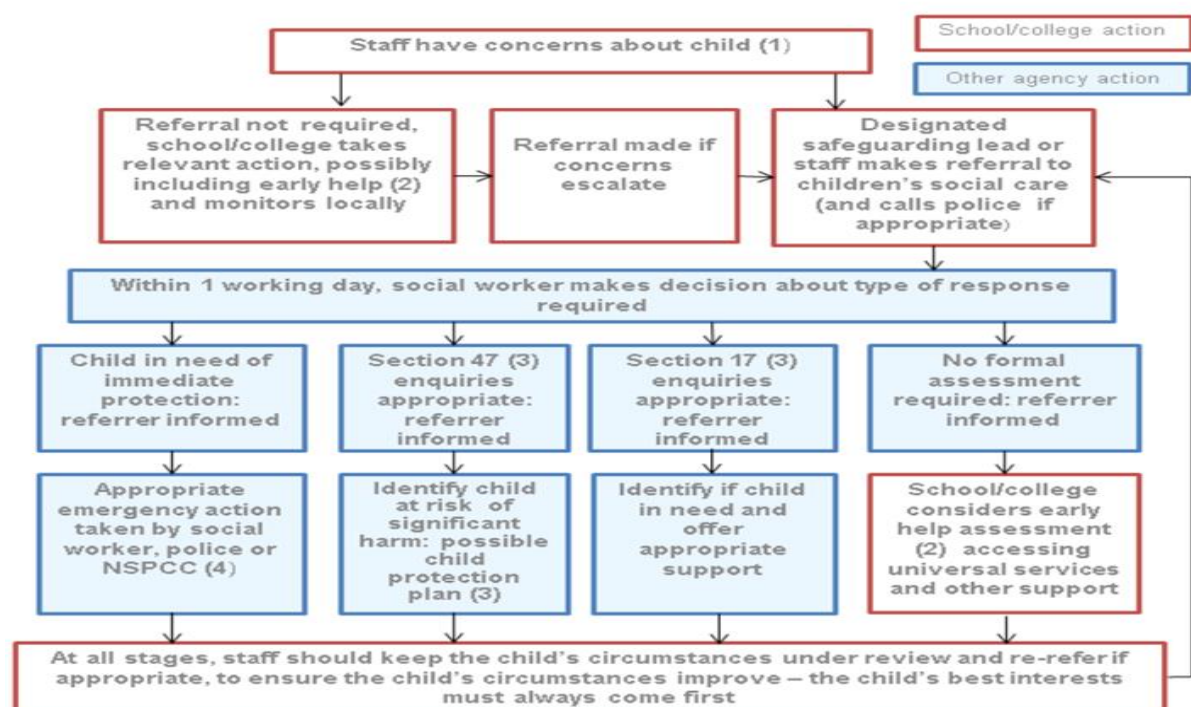 Staff have concerns about child (1)
School/college action
Other agency action
Referral not required,
school/college takes
relevant action, possibly
including early help (2)
and monitors locally
Referral made if
concerns
escalate
Designated
safeguarding lead or
staff makes referral to
children's social care
(and calls police if
appropriate)
Within 1 working day, social worker makes decision about type of response
required
Child in need of
immediate
protection:
referrer informed
Section 47 (3)
enquiries
appropriate:
referrer
informed
Section 17 (3)
enquiries
appropriate:
referrer
informed
No formal
assessment
required: referrer
informed
Appropriate
emergency action
taken by social
worker, police or
NSPCC (4)
Identify child
at risk of
significant
harm: possible
child
protection
plan (3)
Identify if child
in need and
offer
appropriate
support
School/college
considers early
help assessment
(2) accessing
universal services
and other support
At all stages, staff should keep the child's circumstances under review and re-refer if
appropriate, to ensure the child's circumstances improve – the child's best interests
must always come first